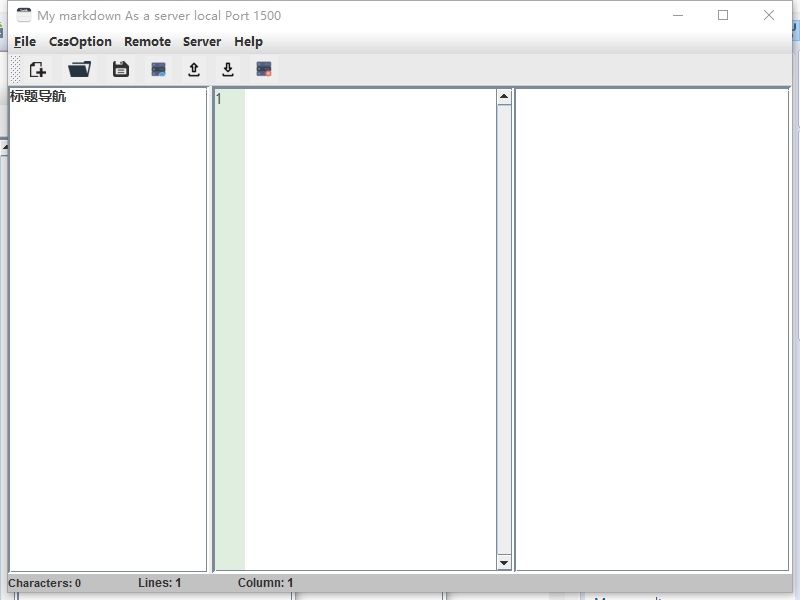 My markdown As a server local Port 1500
File CssOption Remote Server Help
标题导航
1
Characters: 0 Lines: 1 Column: 1